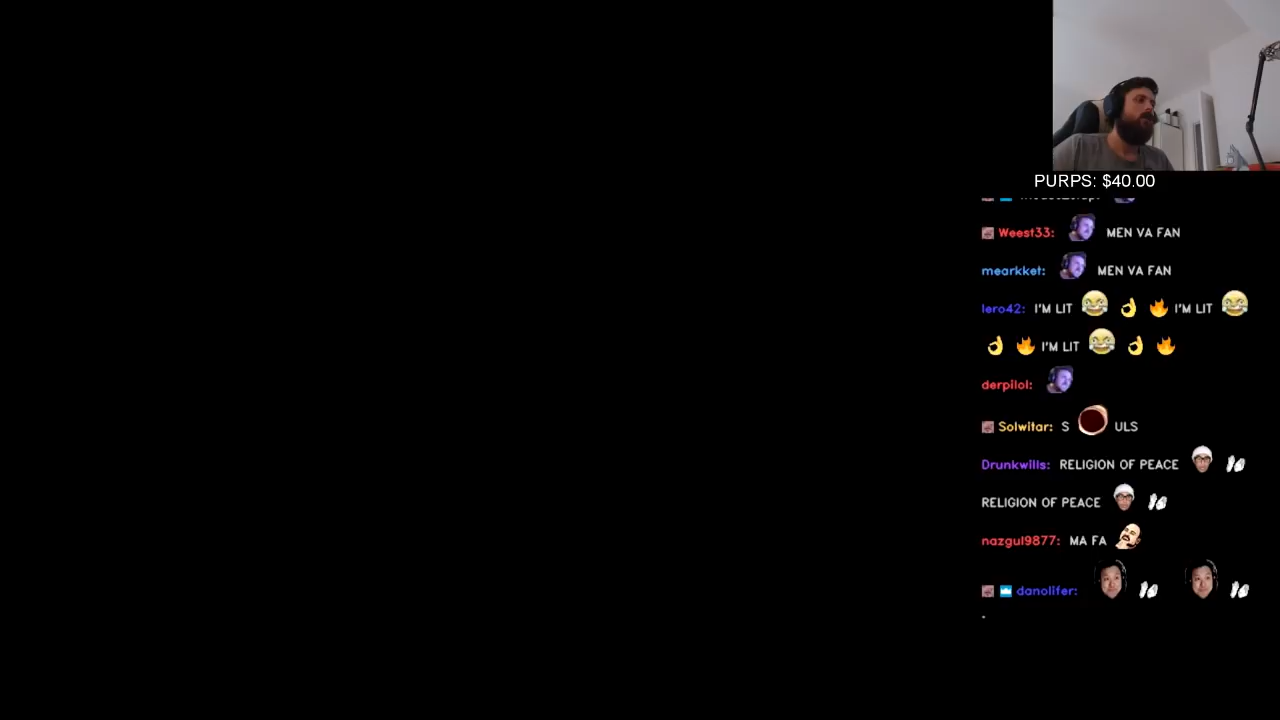 PURPS: $40.00
Weest33: MEN VA FAN
mearkket: MEN VA FAN
lero42: I'M LIT 👌 🔥 I'M LIT
👌 🔥 I'M LIT 👌 🔥
derpilol:
Solwitar: S ULS
Drunkwills: RELIGION OF PEACE
RELIGION OF PEACE
nazgul9877: MA FA
danolifer: